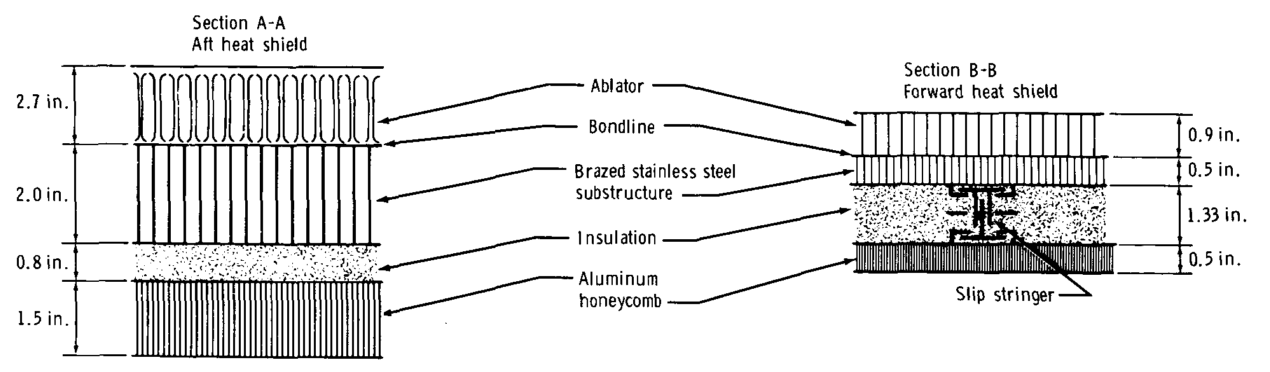 Section A-A
Aft heat shield
2.7 in.
2.0 in.
0.8 in.
1.5 in.
Ablator
Bondline
Brazed stainless steel
substructure
Insulation
Aluminum
honeycomb
Section B-B
Forward heat shield
0.9 in.
0.5 in.
1.33 in.
0.5 in.
Slip stringer